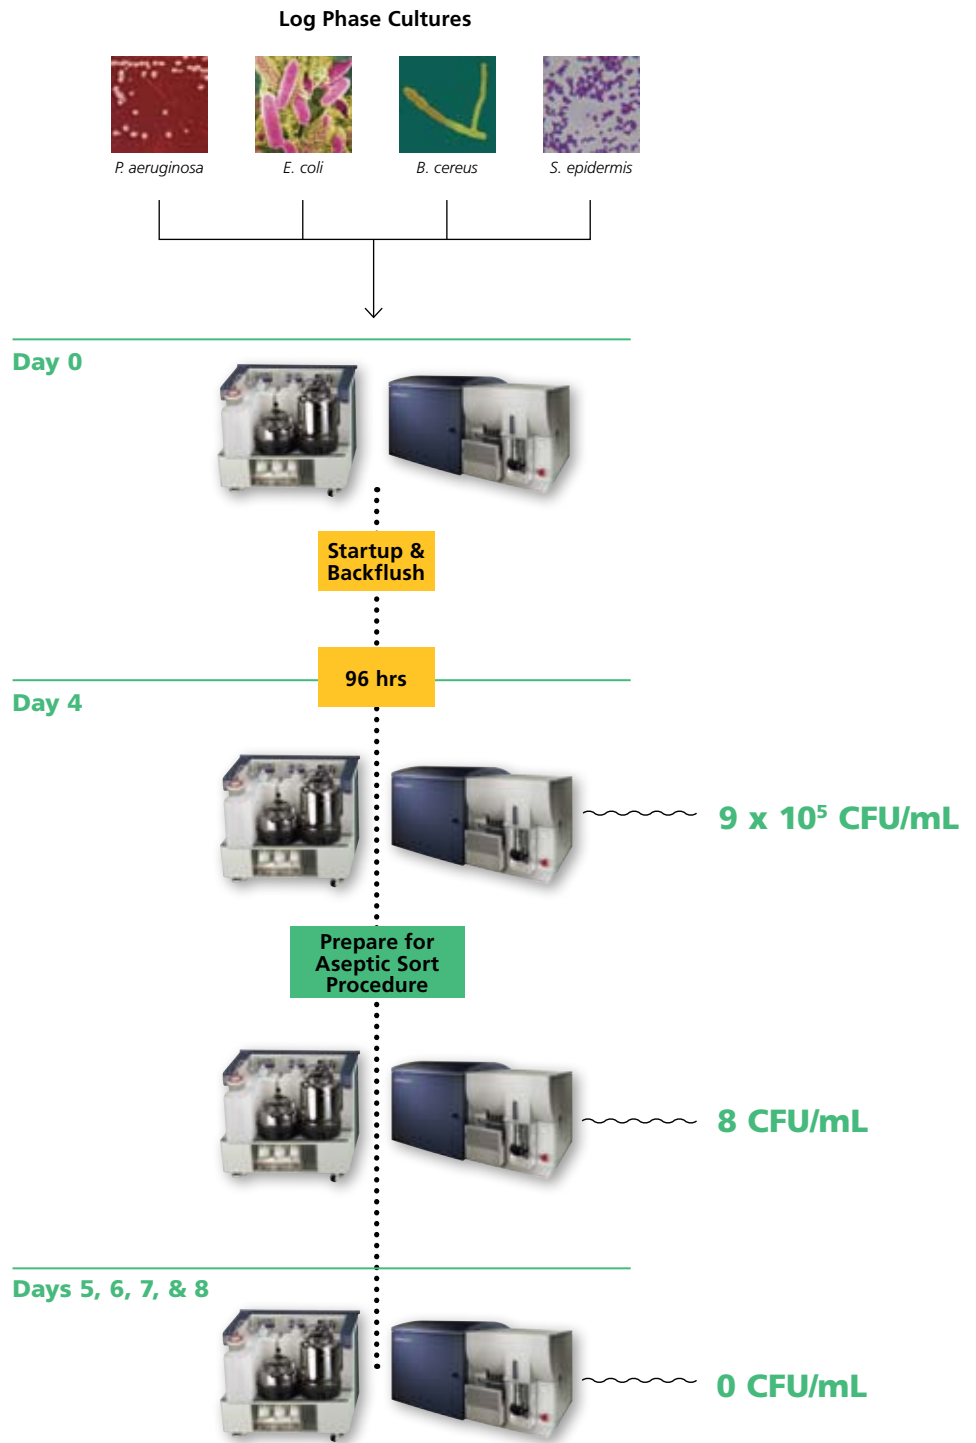 Log Phase Cultures
P. aeruginosa
E. coli
B. cereus
S. epidermis
Day 0
Startup &
Backflush
96 hrs
Day 4
9 x 10⁵ CFU/mL
Prepare for
Aseptic Sort
Procedure
8 CFU/mL
Days 5, 6, 7, & 8
0 CFU/mL